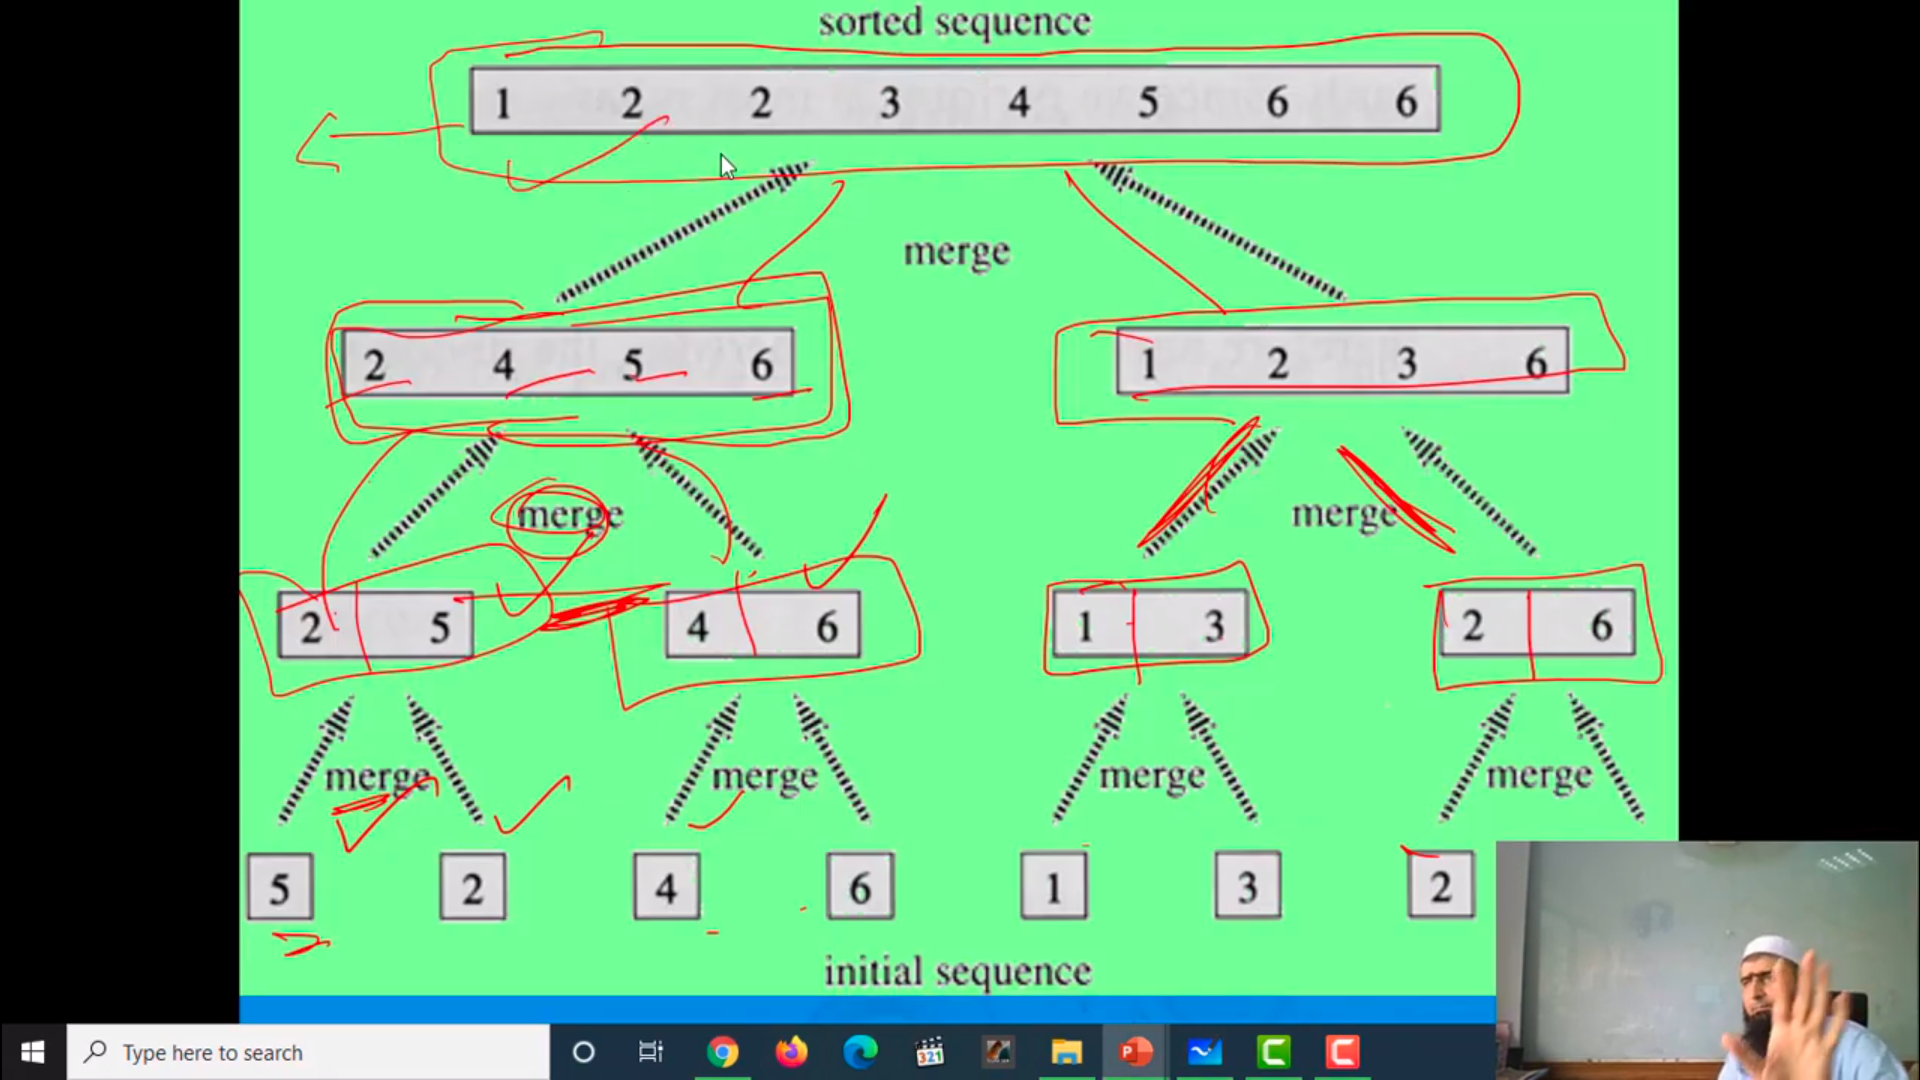 sorted sequence
1 2 2 3 4 5 6 6
merge
2 4 5 6
1 2 3 6
merge
merge
2 5
4 6
1 3
2 6
merge
merge
merge
merge
5
2
4
6
1
3
2
initial sequence
Type here to search
321
P
C
C